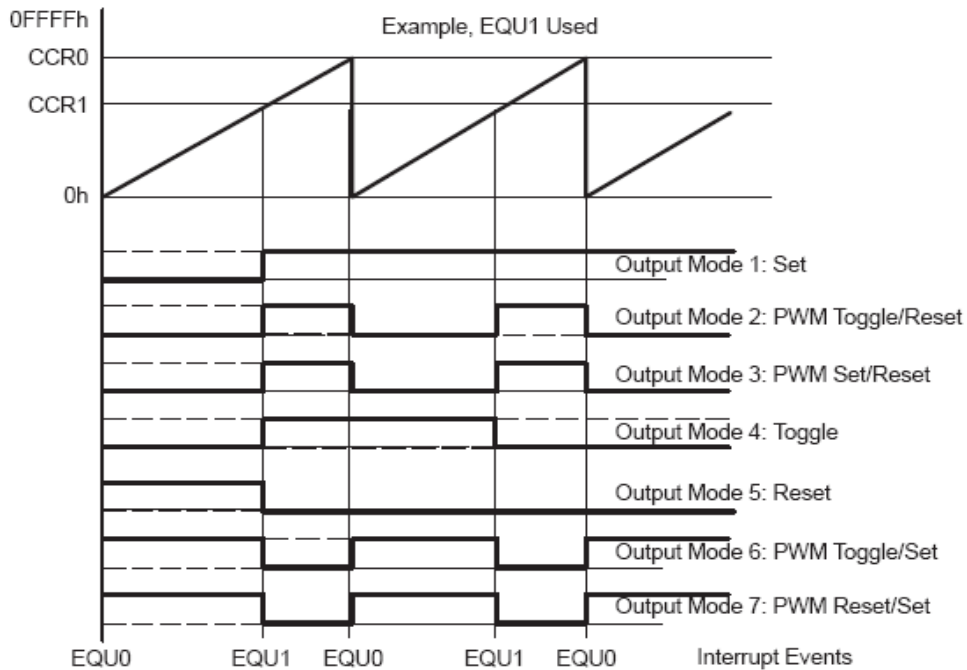 0FFFFh
Example, EQU1 Used
CCR0
CCR1
0h
Output Mode 1: Set
Output Mode 2: PWM Toggle/Reset
Output Mode 3: PWM Set/Reset
Output Mode 4: Toggle
Output Mode 5: Reset
Output Mode 6: PWM Toggle/Set
Output Mode 7: PWM Reset/Set
EQU0 EQU1 EQU0 EQU1 EQU0 Interrupt Events